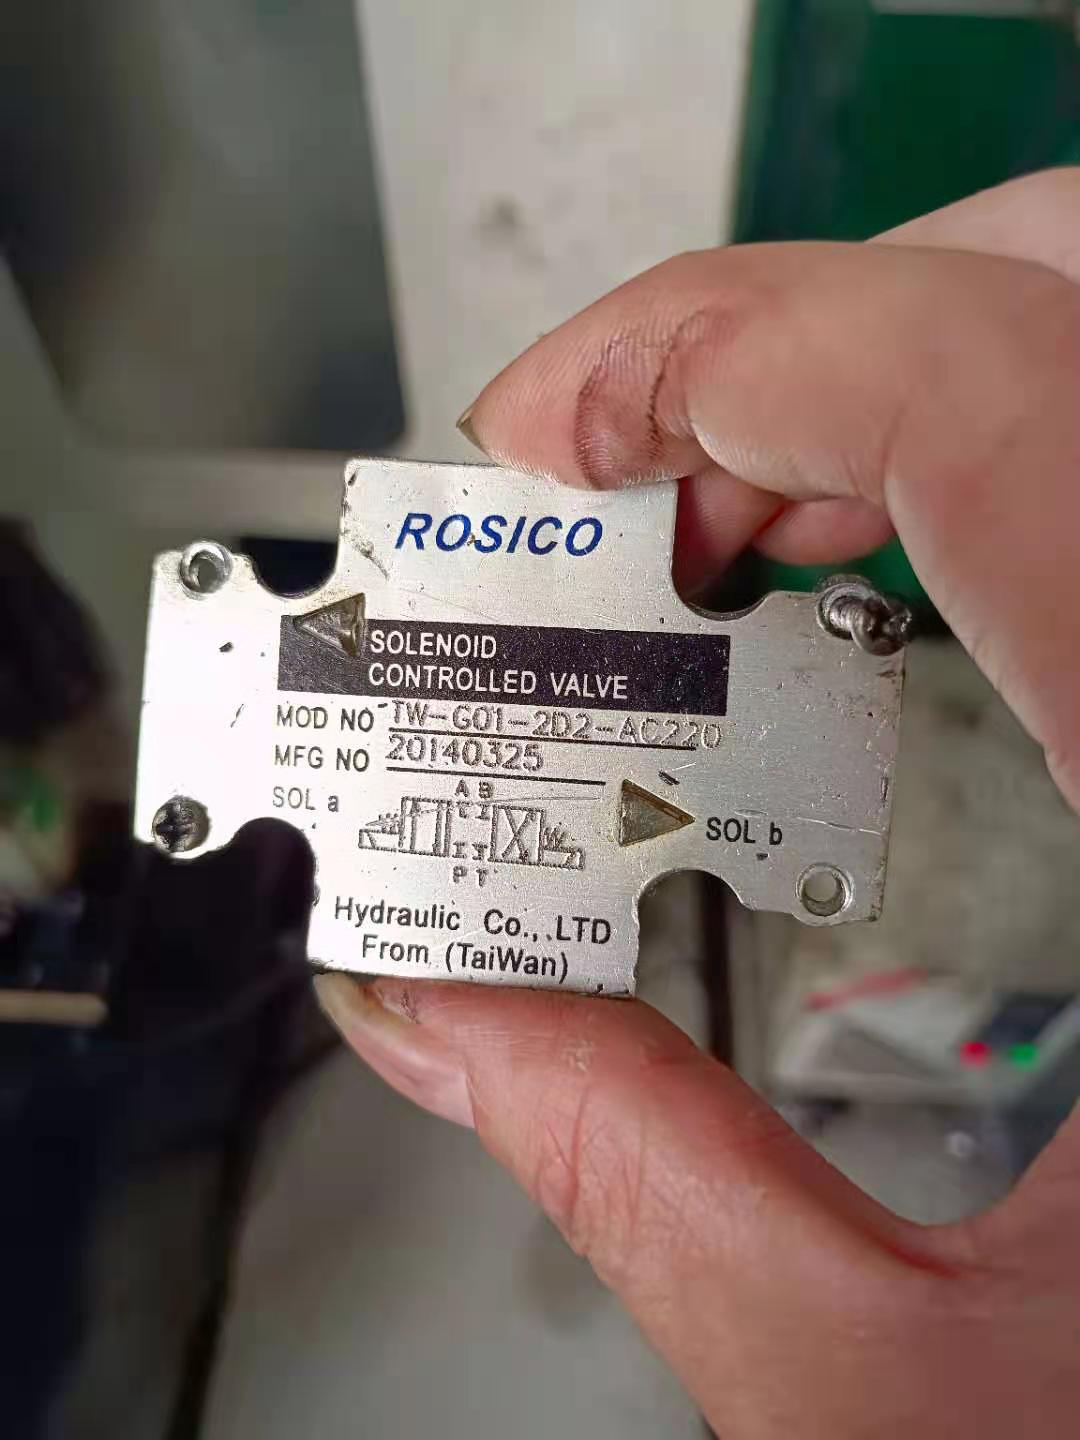 ROSICO
SOLENOID
CONTROLLED VALVE
MOD NO TW-G01-2D2-AC220
MFG NO 20140325
SOL a
A B
P T
SOL b
Hydraulic Co.,.LTD
From (TaiWan)